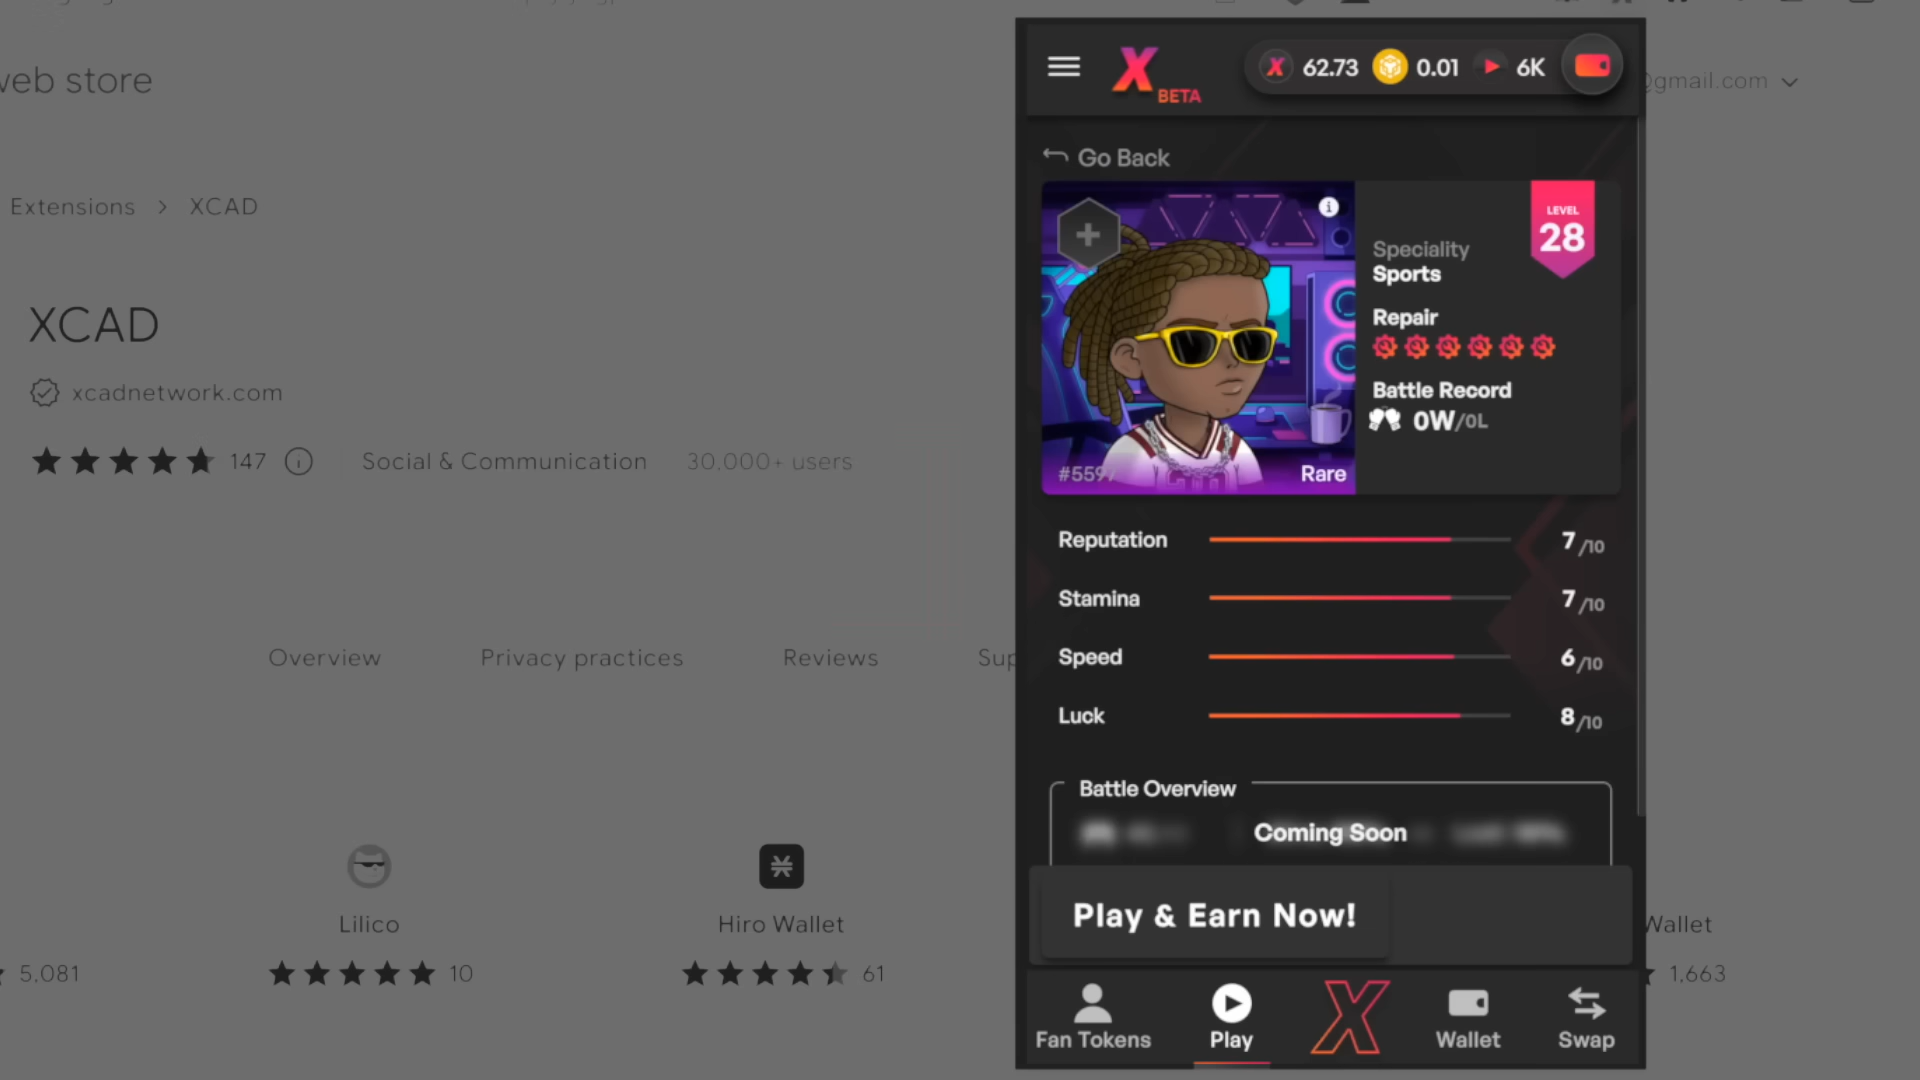 web store
@gmail.com
Extensions > XCAD
XCAD
xcadnetwork.com
147
Social & Communication
30,000+ users
Overview
Privacy practices
Reviews
Sup
Lilico
Hiro Wallet
Wallet
5,081
10
61
1,663
X BETA
62.73
0.01
6K
Go Back
LEVEL
28
Speciality
Sports
Repair
Battle Record
0W/0L
#5597
Rare
Reputation
7/10
Stamina
7/10
Speed
6/10
Luck
8/10
Battle Overview
Coming Soon
Play & Earn Now!
Fan Tokens
Play
X
Wallet
Swap